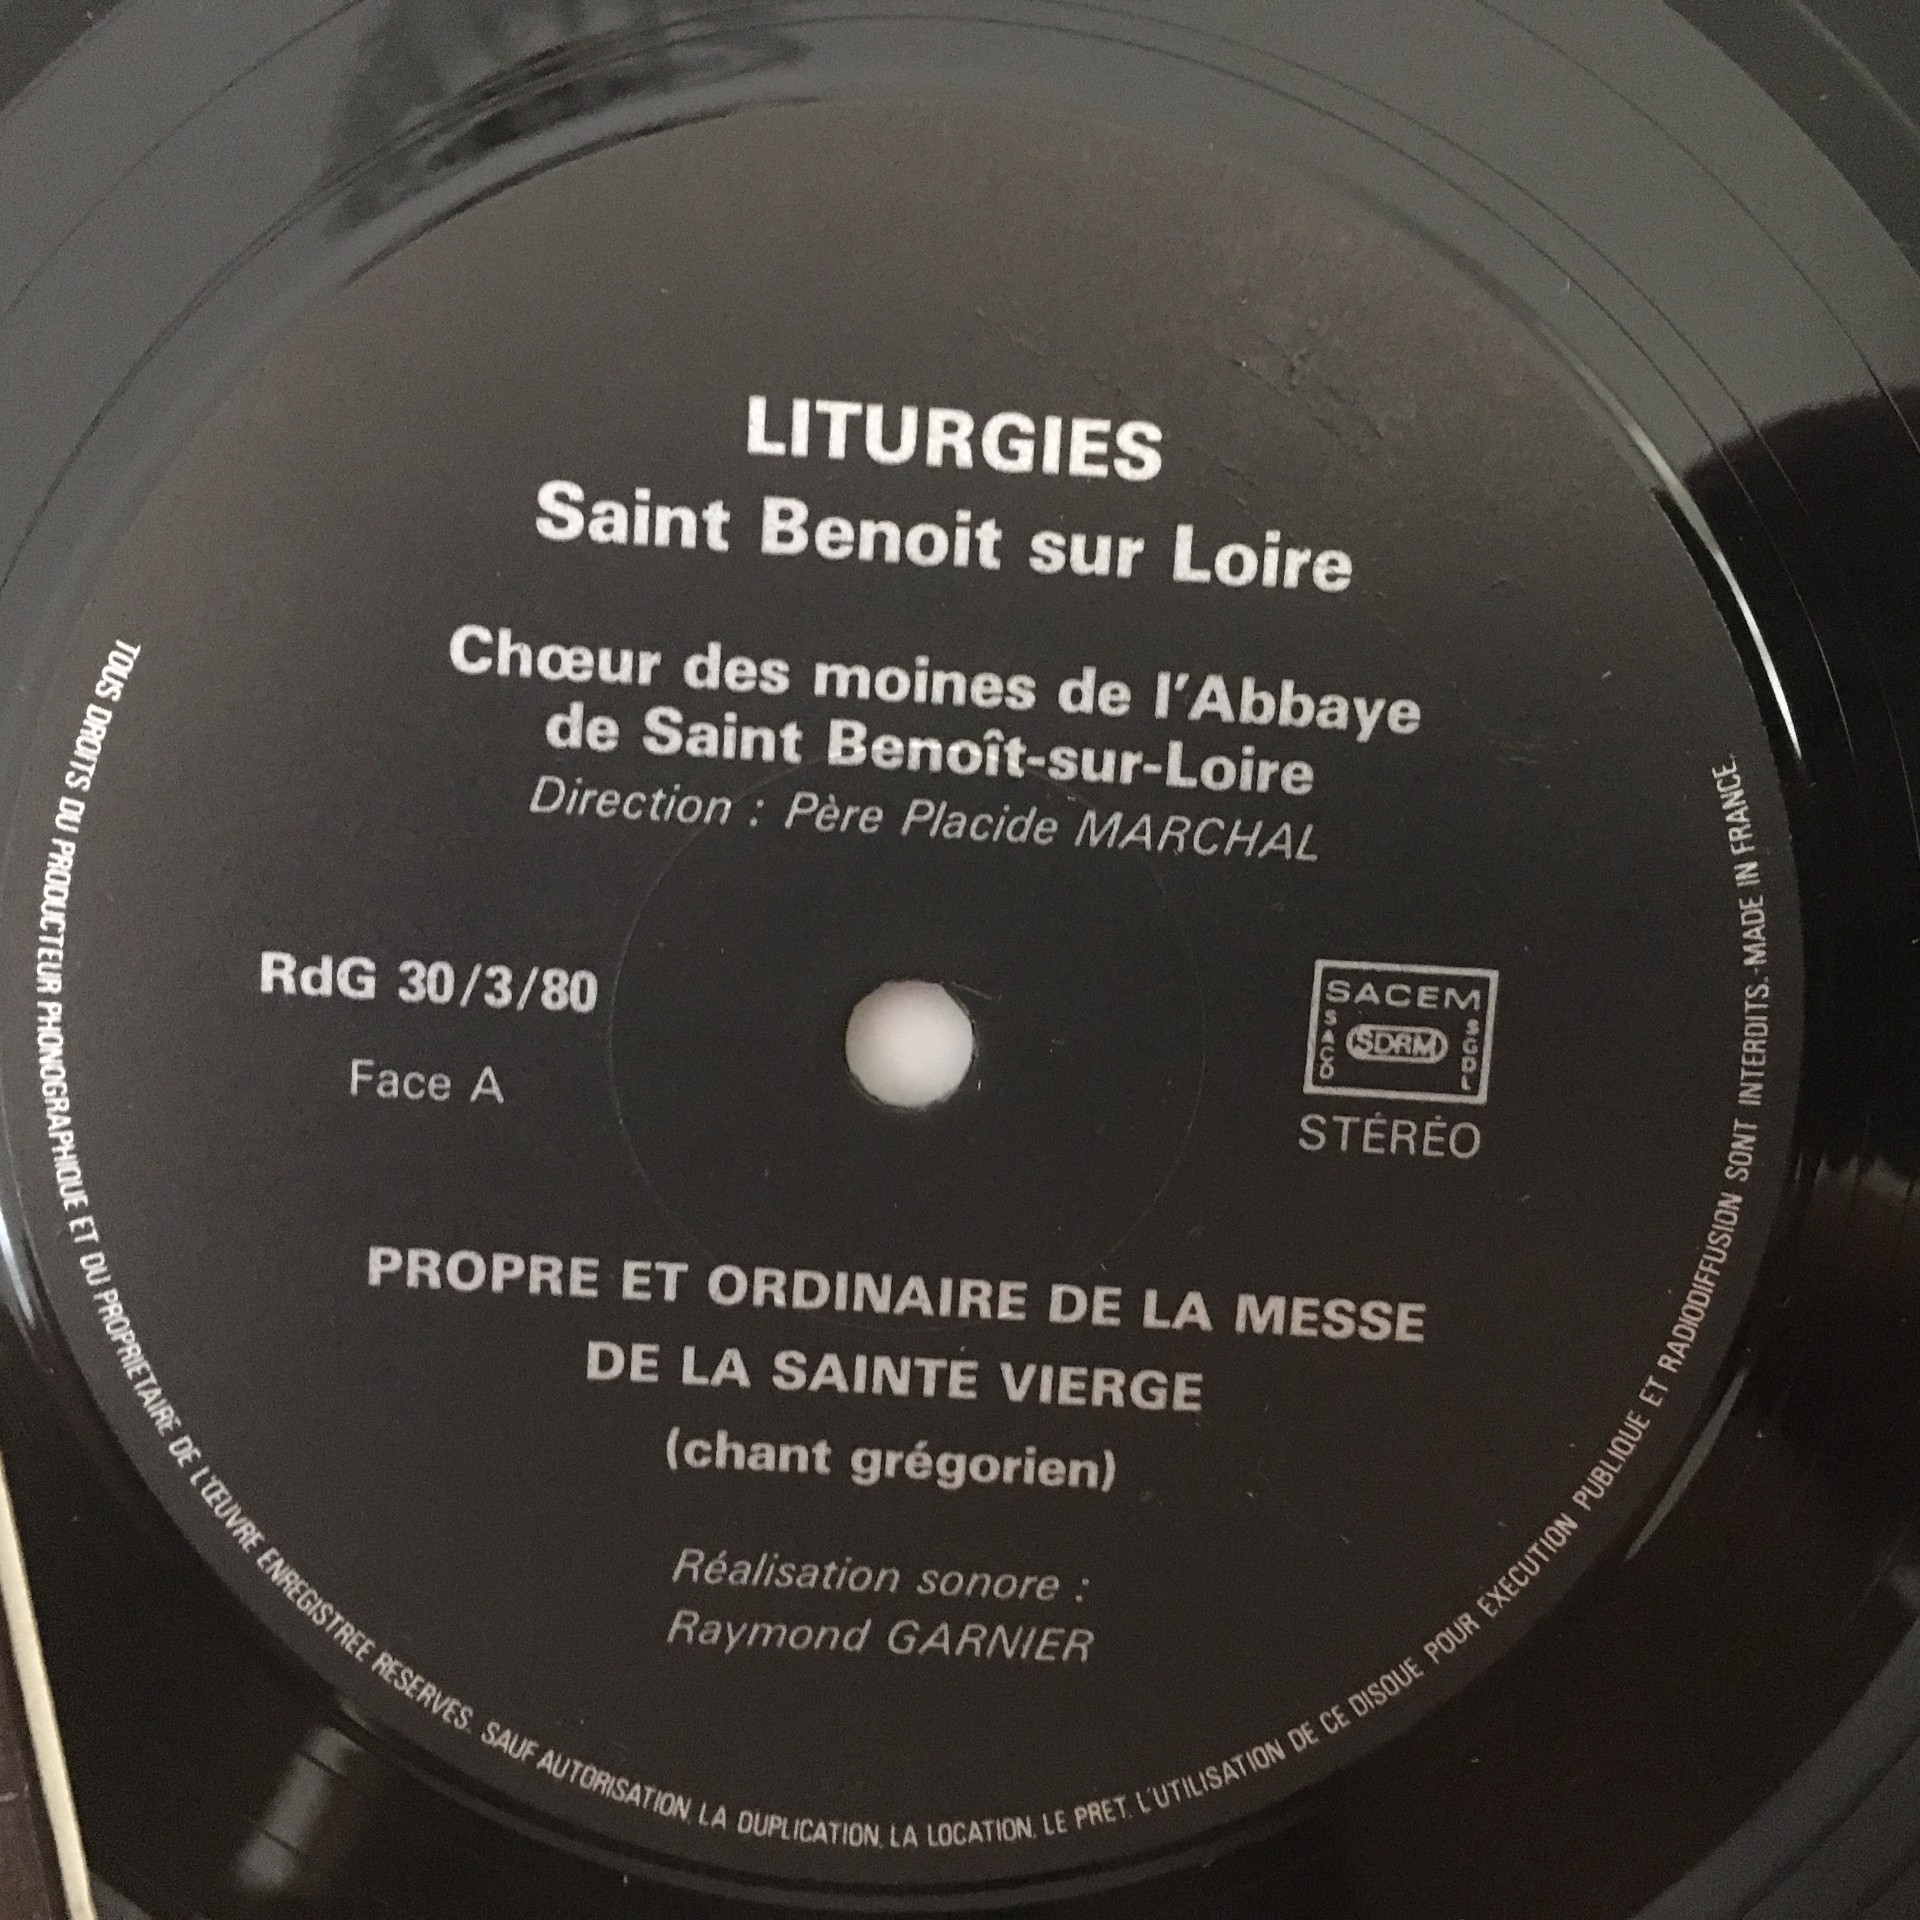 LITURGIES
Saint Benoit sur Loire
Chœur des moines de l'Abbaye
de Saint Benoît-sur-Loire
Direction : Père Placide MARCHAL
RdG 30/3/80
Face A
SACEM
SACD
SDRM
SGDL
STÉRÉO
PROPRE ET ORDINAIRE DE LA MESSE
DE LA SAINTE VIERGE
(chant grégorien)
Réalisation sonore :
Raymond GARNIER
TOUS DROITS DU PRODUCTEUR PHONOGRAPHIQUE ET DU PROPRIETAIRE DE L'ŒUVRE ENREGISTREE RESERVES. SAUF AUTORISATION, LA DUPLICATION, LA LOCATION, LE PRET, L'UTILISATION DE CE DISQUE POUR EXECUTION PUBLIQUE ET RADIODIFFUSION SONT INTERDITS.-MADE IN FRANCE.